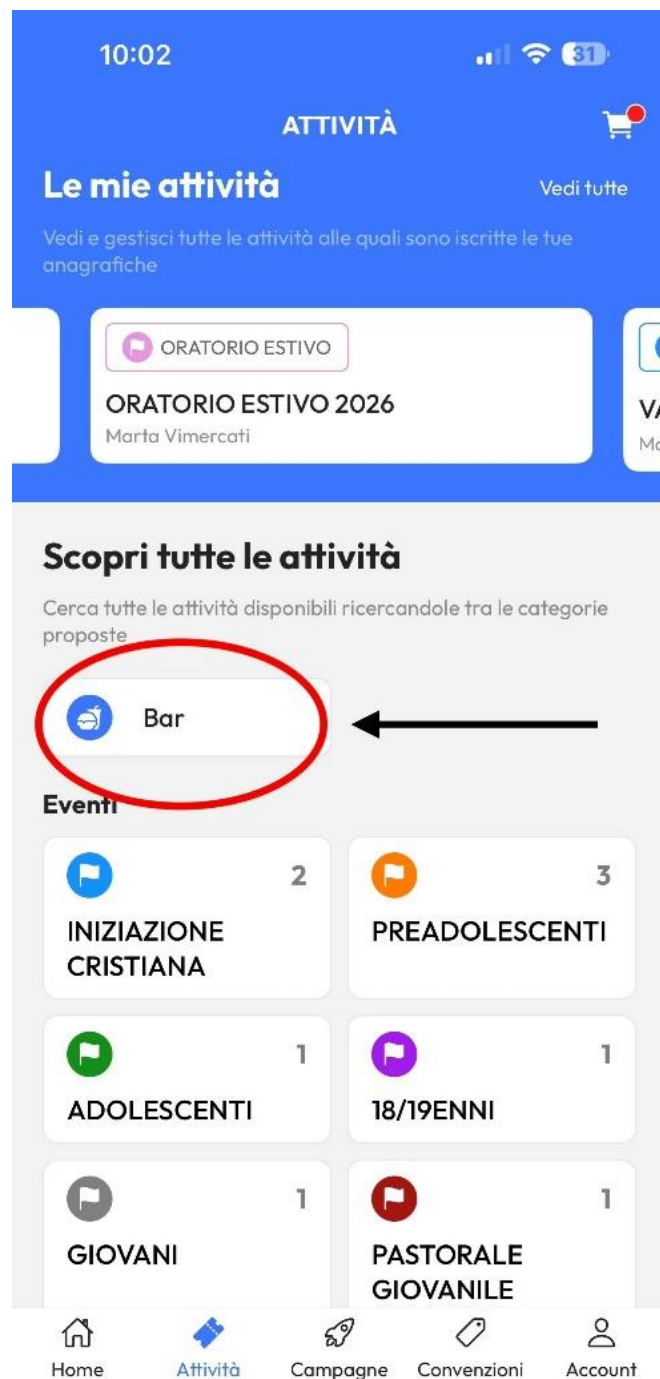 10:02
31
ATTIVITÀ
Le mie attività
Vedi tutte
Vedi e gestisci tutte le attività alle quali sono iscritte le tue
anagrafiche
ORATORIO ESTIVO
ORATORIO ESTIVO 2026
Marta Vimercati
VA
Ma
Scopri tutte le attività
Cerca tutte le attività disponibili ricercandole tra le categorie
proposte
Bar
Eventi
2
INIZIAZIONE
CRISTIANA
3
PREADOLESCENTI
1
ADOLESCENTI
1
18/19ENNI
1
GIOVANI
1
PASTORALE
GIOVANILE
Home
Attività
Campagne
Convenzioni
Account